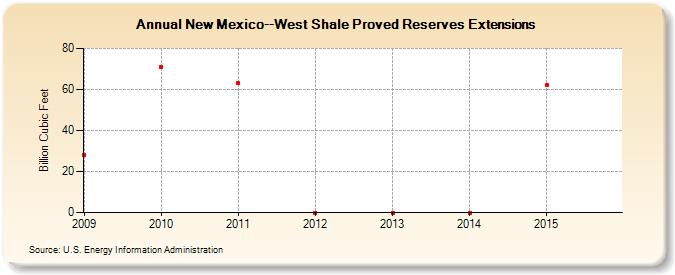 Annual New Mexico--West Shale Proved Reserves Extensions
Billion Cubic Feet
80
60
40
20
0
2009 2010 2011 2012 2013 2014 2015
Source: U.S. Energy Information Administration